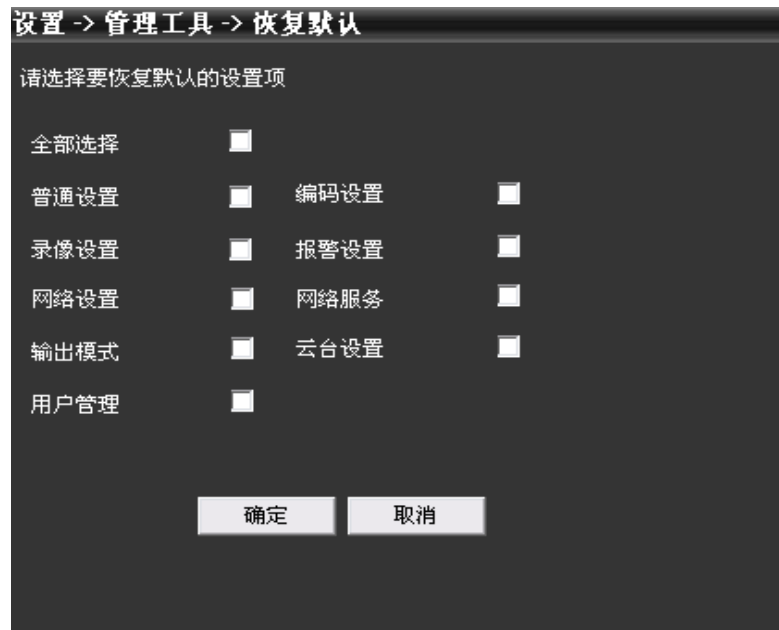 设置 -> 管理工具 -> 恢复默认
请选择要恢复默认的设置项
全部选择
普通设置 编码设置
录像设置 报警设置
网络设置 网络服务
输出模式 云台设置
用户管理
确定 取消